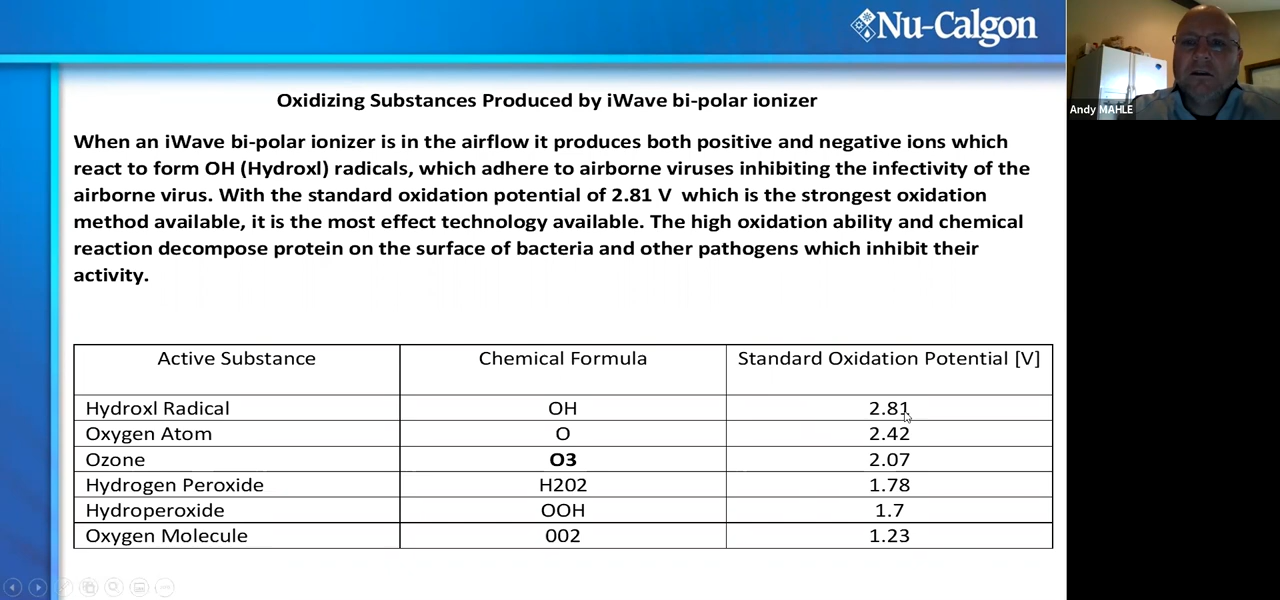 Nu-Calgon
Andy MAHLE
Oxidizing Substances Produced by iWave bi-polar ionizer
When an iWave bi-polar ionizer is in the airflow it produces both positive and negative ions which
react to form OH (Hydroxl) radicals, which adhere to airborne viruses inhibiting the infectivity of the
airborne virus. With the standard oxidation potential of 2.81 V which is the strongest oxidation
method available, it is the most effect technology available. The high oxidation ability and chemical
reaction decompose protein on the surface of bacteria and other pathogens which inhibit their
activity.
Active Substance Chemical Formula Standard Oxidation Potential [V]
Hydroxl Radical OH 2.81
Oxygen Atom O 2.42
Ozone O3 2.07
Hydrogen Peroxide H202 1.78
Hydroperoxide OOH 1.7
Oxygen Molecule 002 1.23